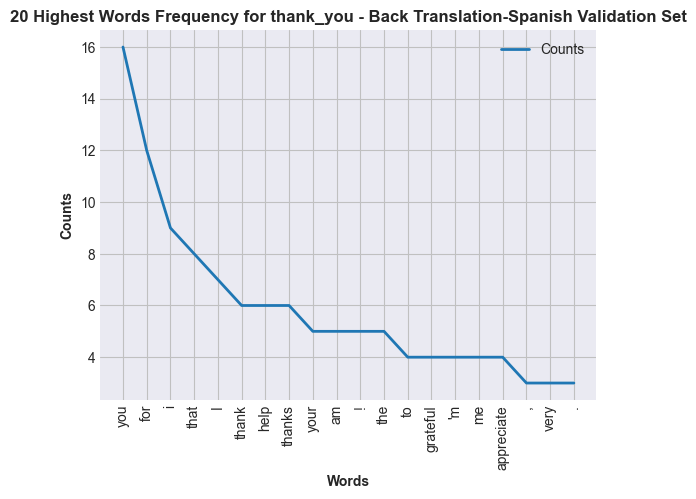 20 Highest Words Frequency for thank_you - Back Translation-Spanish Validation Set
Counts
16
14
12
10
8
6
4
Counts
you
for
i
that
I
thank
help
thanks
your
am
!
the
to
grateful
'm
me
appreciate
,
very
.
Words